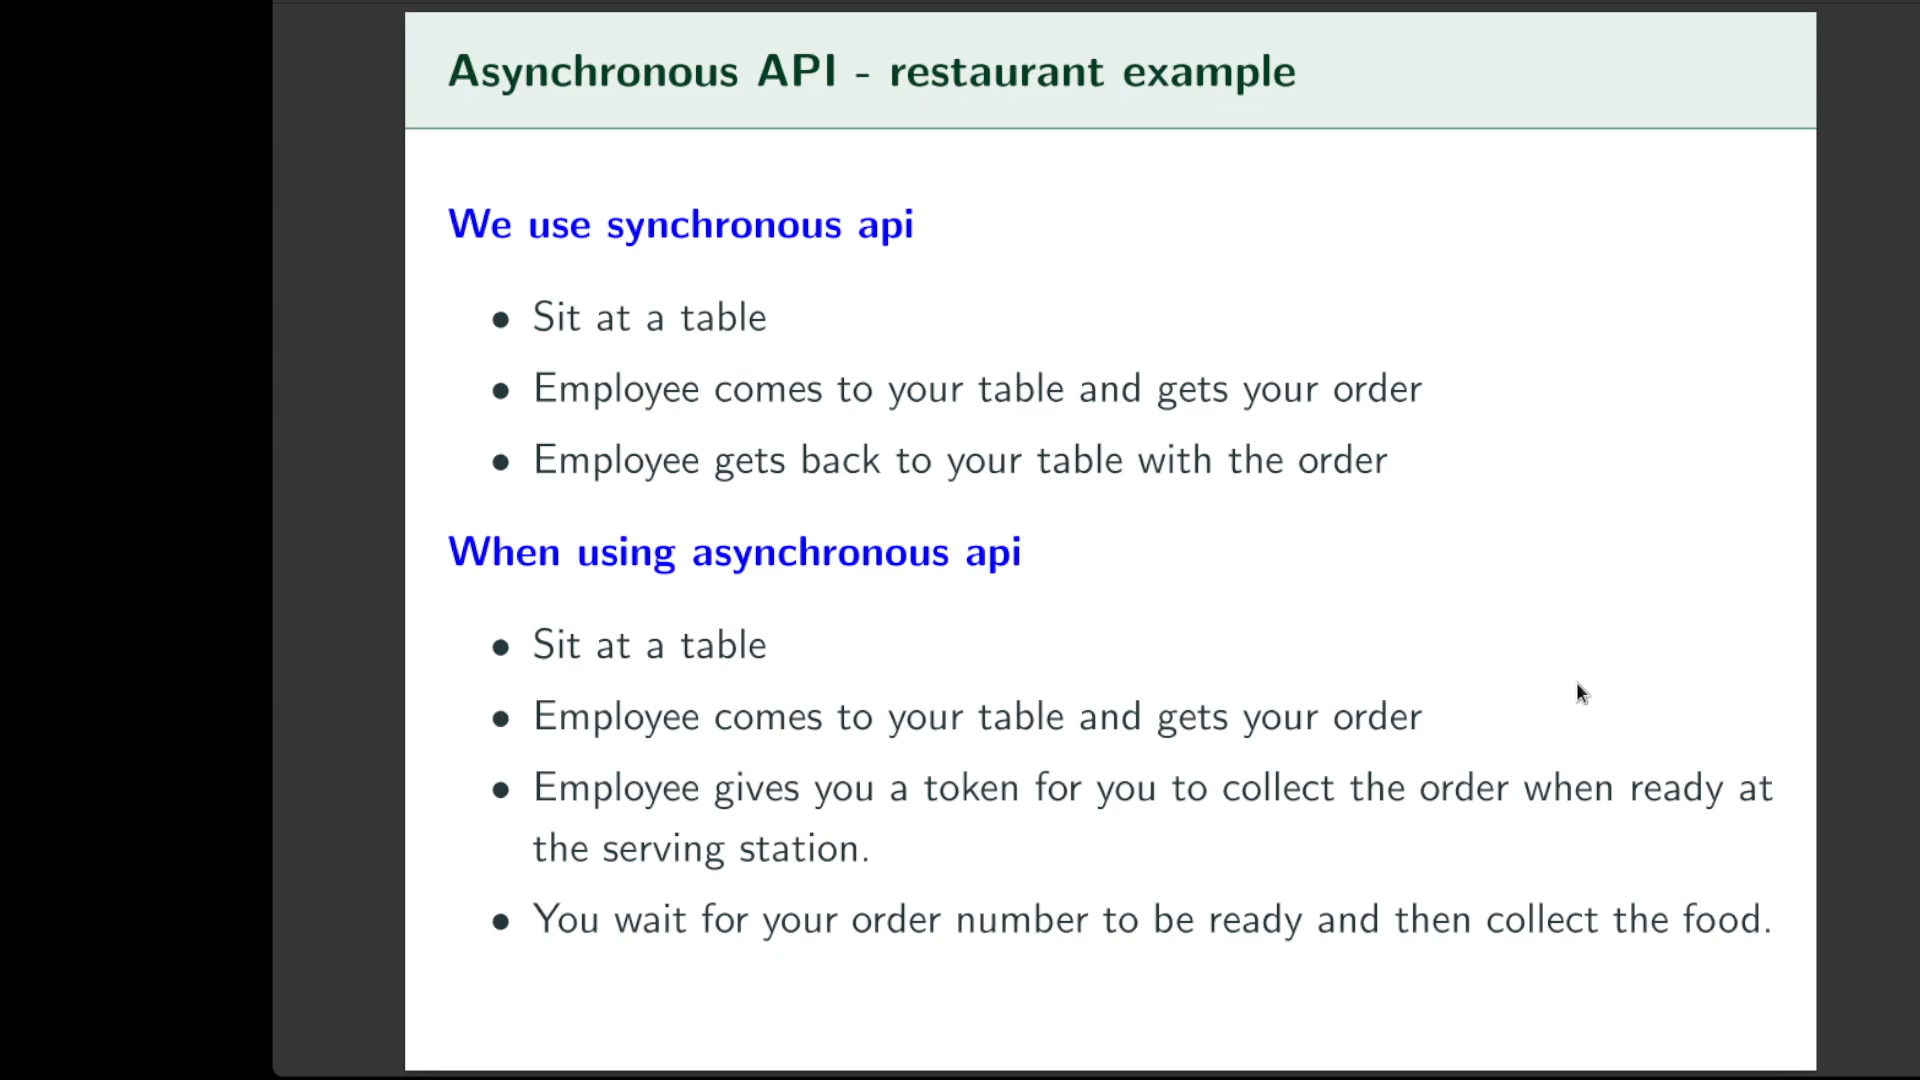 Asynchronous API - restaurant example
We use synchronous api
• Sit at a table
• Employee comes to your table and gets your order
• Employee gets back to your table with the order
When using asynchronous api
• Sit at a table
• Employee comes to your table and gets your order
• Employee gives you a token for you to collect the order when ready at
the serving station.
• You wait for your order number to be ready and then collect the food.